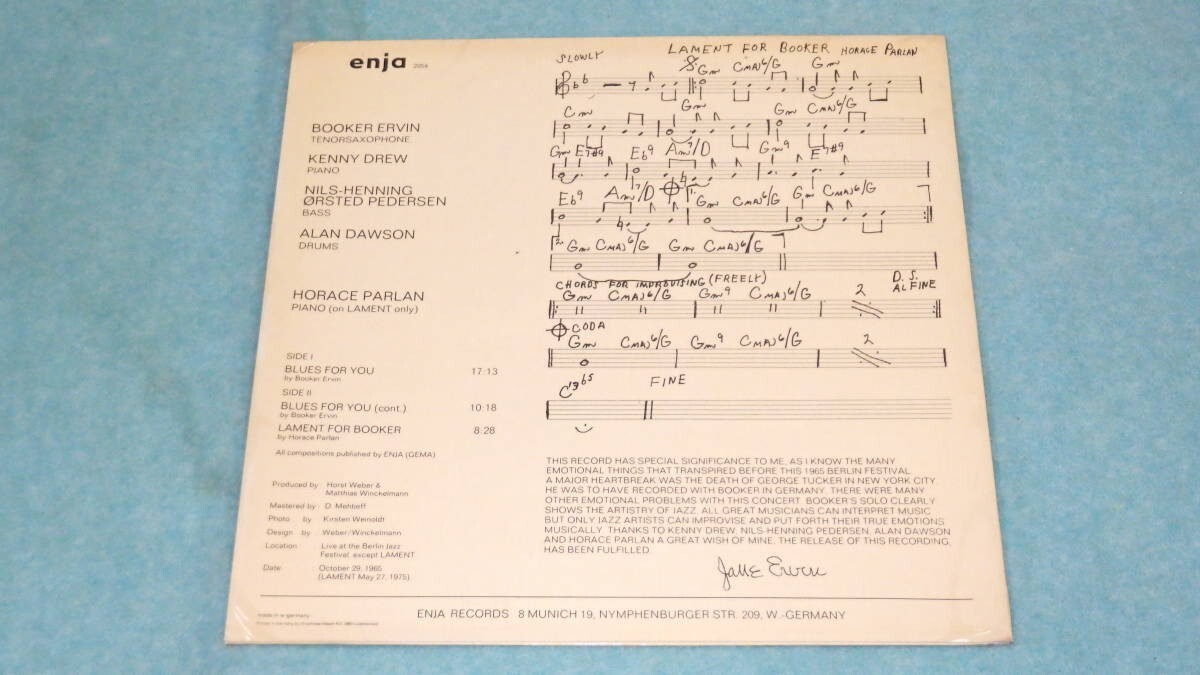 enja 2054
BOOKER ERVIN
TENORSAXOPHONE
KENNY DREW
PIANO
NILS-HENNING
ØRSTED PEDERSEN
BASS
ALAN DAWSON
DRUMS
HORACE PARLAN
PIANO (on LAMENT only)
SIDE I
BLUES FOR YOU 17:13
by Booker Ervin
SIDE II
BLUES FOR YOU (cont.) 10:18
by Booker Ervin
LAMENT FOR BOOKER 8:28
by Horace Parlan
All compositions published by ENJA (GEMA)
Produced by : Horst Weber &
Matthias Winckelmann
Mastered by : D. Mehbeff
Photo by : Kirsten Weinoldt
Design by : Weber/Winckelmann
Location : Live at the Berlin Jazz
Festival, except LAMENT
Date : October 29, 1965
(LAMENT May 27, 1975)
made in w.germany
SLOWLY LAMENT FOR BOOKER HORACE PARLAN
Gm CMAJ6/G Gm
Cm Gm Gm CMAJ6/G
Gm E7#9 Eb9 Am7/D Gm9 E7#9
Eb9 Am7/D 1. Gm CMAJ6/G Gm CMAJ6/G
2. Gm CMAJ6/G Gm CMAJ6/G
CHORDS FOR IMPROVISING (FREELY) D.S.
AL FINE
Gm CMAJ6/G Gm9 CMAJ6/G 2
CODA
Gm CMAJ6/G Gm9 CMAJ6/G 2
C13b5 FINE
THIS RECORD HAS SPECIAL SIGNIFICANCE TO ME, AS I KNOW THE MANY
EMOTIONAL THINGS THAT TRANSPIRED BEFORE THIS 1965 BERLIN FESTIVAL.
A MAJOR HEARTBREAK WAS THE DEATH OF GEORGE TUCKER IN NEW YORK CITY
HE WAS TO HAVE RECORDED WITH BOOKER IN GERMANY. THERE WERE MANY
OTHER EMOTIONAL PROBLEMS WITH THIS CONCERT. BOOKER'S SOLO CLEARLY
SHOWS THE ARTISTRY OF JAZZ. ALL GREAT MUSICIANS CAN INTERPRET MUSIC
BUT ONLY JAZZ ARTISTS CAN IMPROVISE AND PUT FORTH THEIR TRUE EMOTIONS
MUSICALLY. THANKS TO KENNY DREW, NILS-HENNING PEDERSEN, ALAN DAWSON
AND HORACE PARLAN A GREAT WISH OF MINE, THE RELEASE OF THIS RECORDING,
HAS BEEN FULFILLED.
Jane Ervin
ENJA RECORDS 8 MUNICH 19, NYMPHENBURGER STR. 209, W.-GERMANY